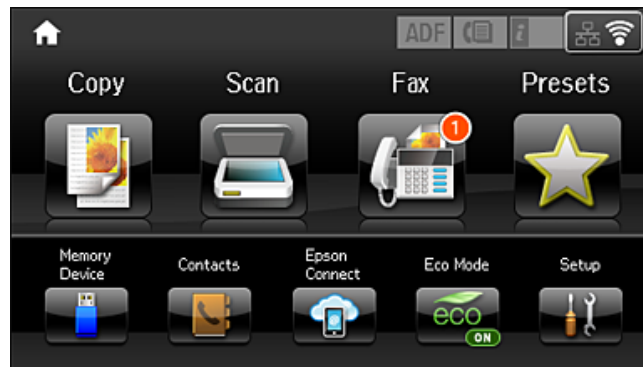 ADF i
Copy Scan Fax Presets
1
Memory Device Contacts Epson Connect Eco Mode Setup
eco
ON